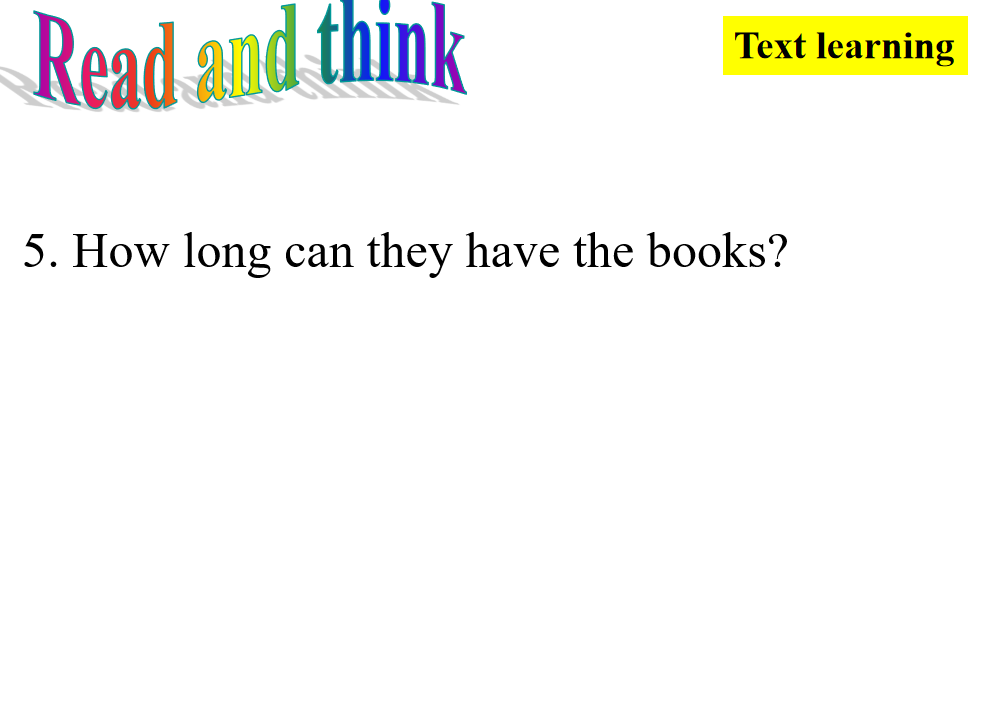 Read and think
Text learning
5. How long can they have the books?